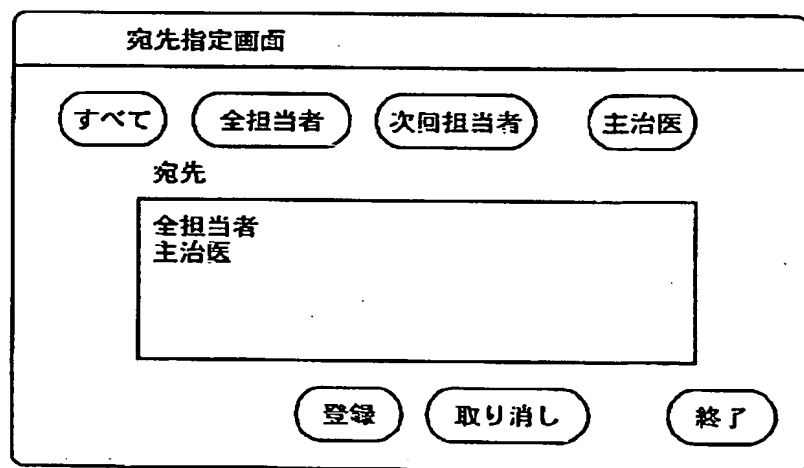 宛先指定画面
すべて 全担当者 次回担当者 主治医
宛先
全担当者
主治医
登録 取り消し 終了